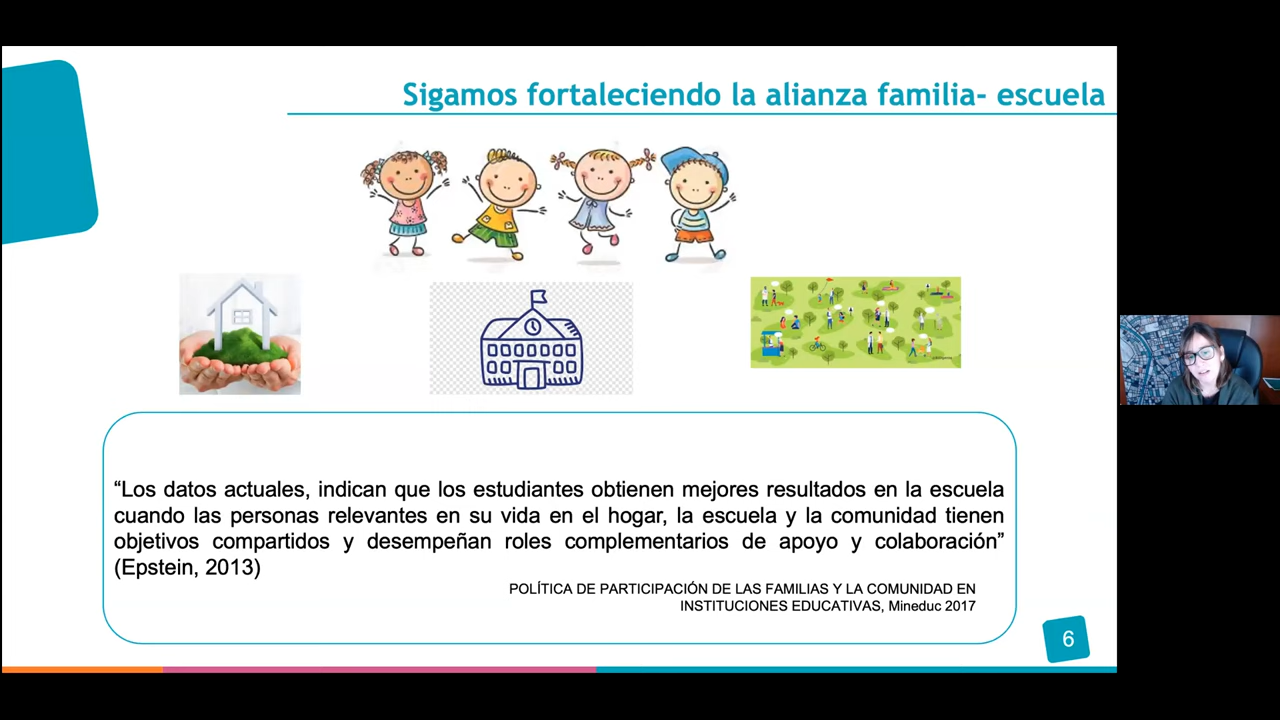 Sigamos fortaleciendo la alianza familia- escuela
“Los datos actuales, indican que los estudiantes obtienen mejores resultados en la escuela
cuando las personas relevantes en su vida en el hogar, la escuela y la comunidad tienen
objetivos compartidos y desempeñan roles complementarios de apoyo y colaboración”
(Epstein, 2013)
POLÍTICA DE PARTICIPACIÓN DE LAS FAMILIAS Y LA COMUNIDAD EN
INSTITUCIONES EDUCATIVAS, Mineduc 2017
6